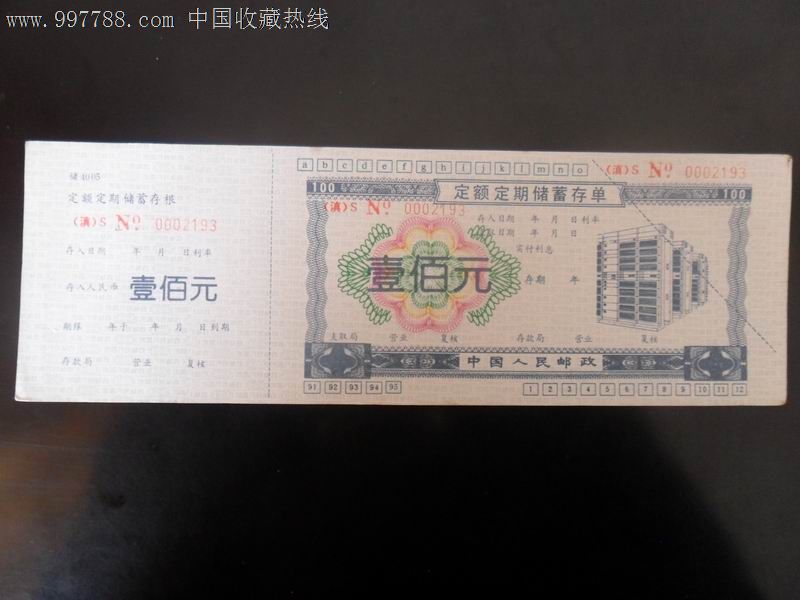 www.997788.com 中国收藏热线
储4005
定额定期储蓄存根
(滇)S No 0002193
存入日期 年 月 日利率
存入人民币 壹佰元
期限 年于 年 月 日到期
存款局 营业 复核
a b c d e f g h i j k l m n o
(滇)S No 0002193
100 定额定期储蓄存单 100
(滇)S No 0002193
存入日期 年 月 日利率
支取日期 年 月 日
实付利息
壹佰元
存期 年
支取局 营业 复核 存款局 营业 复核
中国人民邮政
91 92 93 94 95 1 2 3 4 5 6 7 8 9 10 11 12